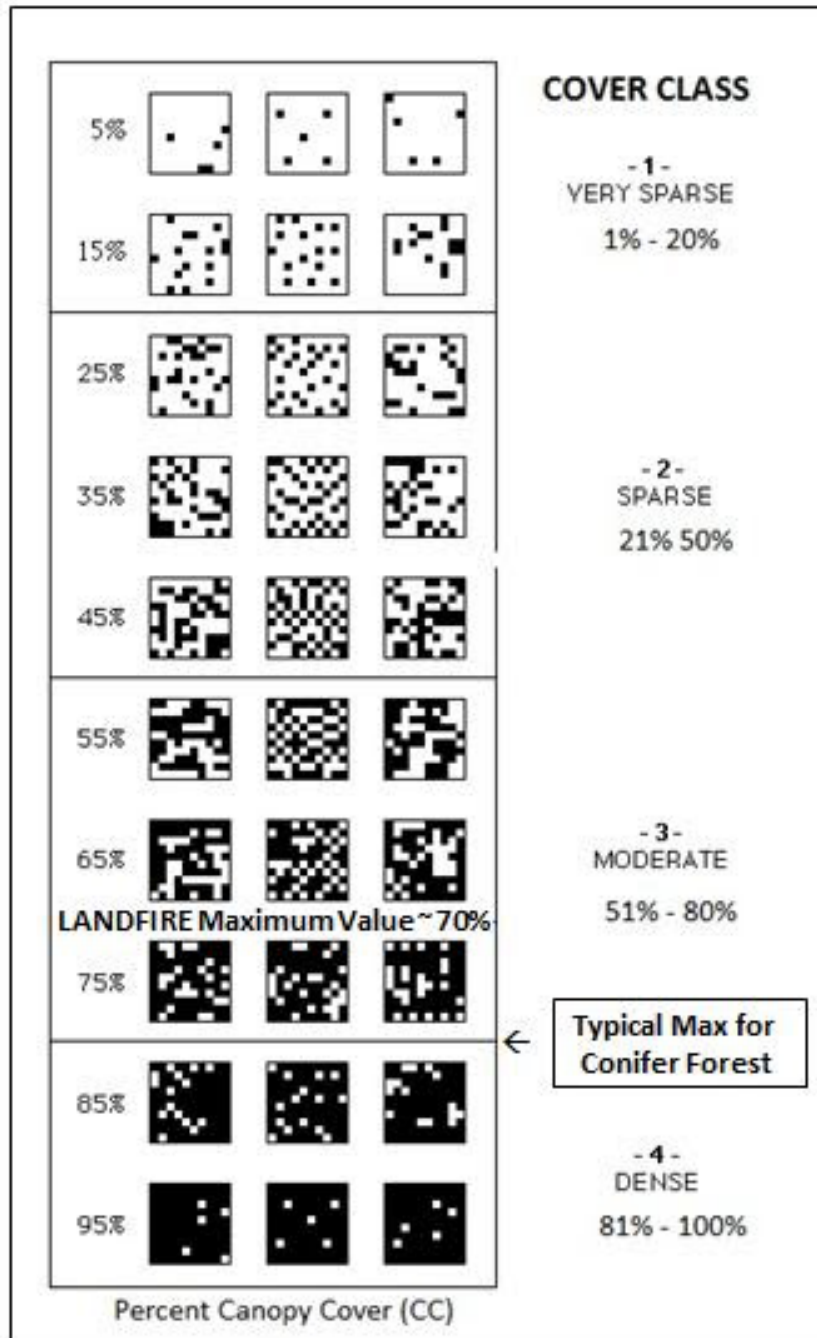 COVER CLASS
5%
- 1 -
VERY SPARSE
1% - 20%
15%
25%
35%
- 2 -
SPARSE
21% 50%
45%
55%
65%
- 3 -
MODERATE
51% - 80%
LANDFIRE Maximum Value ~ 70%-
75%
Typical Max for
Conifer Forest
85%
- 4 -
DENSE
81% - 100%
95%
Percent Canopy Cover (CC)